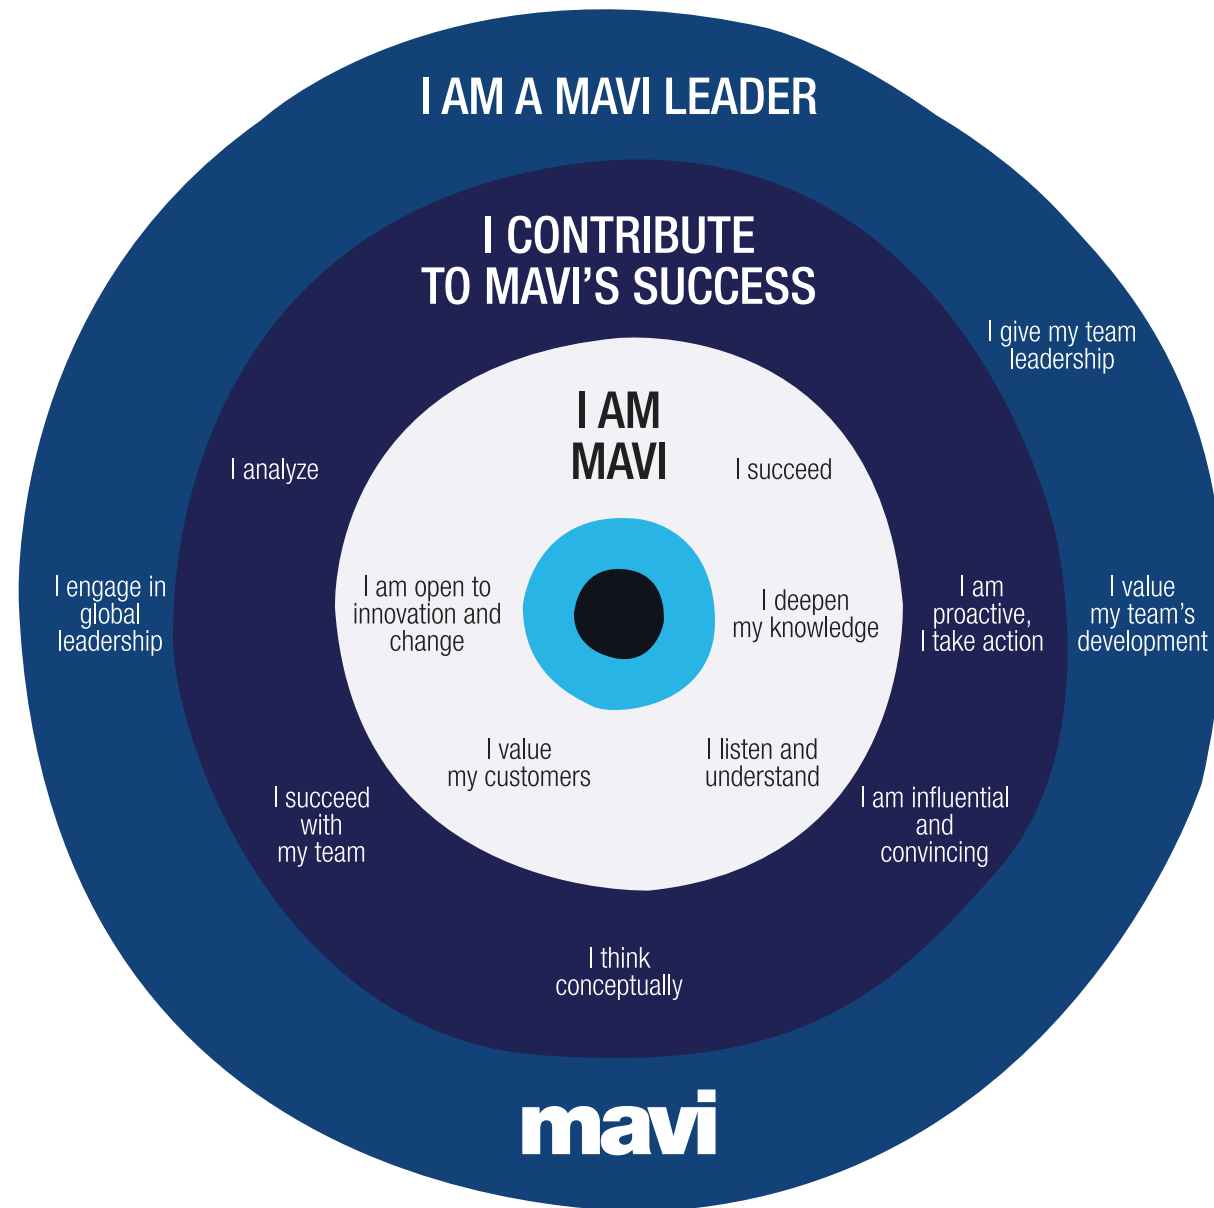 I AM A MAVI LEADER
I CONTRIBUTE
TO MAVI'S SUCCESS
I AM
MAVI
I give my team
leadership
I analyze
I succeed
I engage in
global
leadership
I am open to
innovation and
change
I deepen
my knowledge
I am
proactive,
I take action
I value
my team's
development
I value
my customers
I listen and
understand
I succeed
with
my team
I am influential
and
convincing
I think
conceptually
mavi